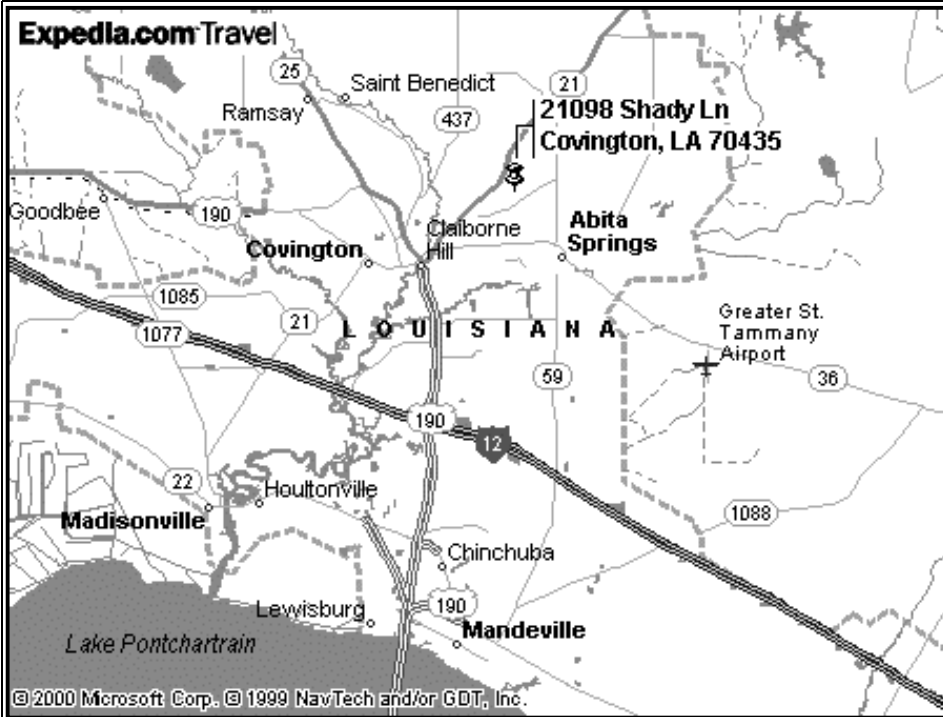 Expedia.com Travel
25
Saint Benedict
21
Ramsay
437
21098 Shady Ln
Covington, LA 70435
Goodbee
190
Claiborne
Hill
Abita
Springs
Covington
1085
21
LOUISIANA
1077
Greater St.
Tammany
Airport
59
36
190
12
22
Houltonville
Madisonville
1088
Chinchuba
Lewisburg
190
Mandeville
Lake Pontchartrain
© 2000 Microsoft Corp. © 1999 NavTech and/or GDT, Inc.